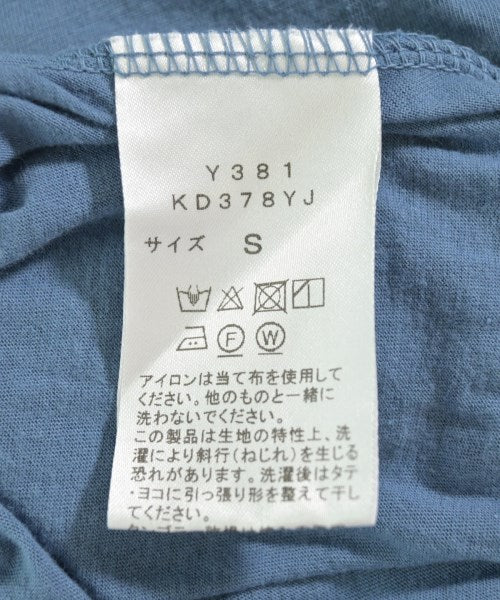 Y381
KD378YJ
サイズ S
F W
アイロンは当て布を使用して
ください。他のものと一緒に
洗わないでください。
この製品は生地の特性上、洗
濯により斜行(ねじれ)を生じる
恐れがあります。洗濯後はタテ
・ヨコに引っ張り形を整えて干し
てください。